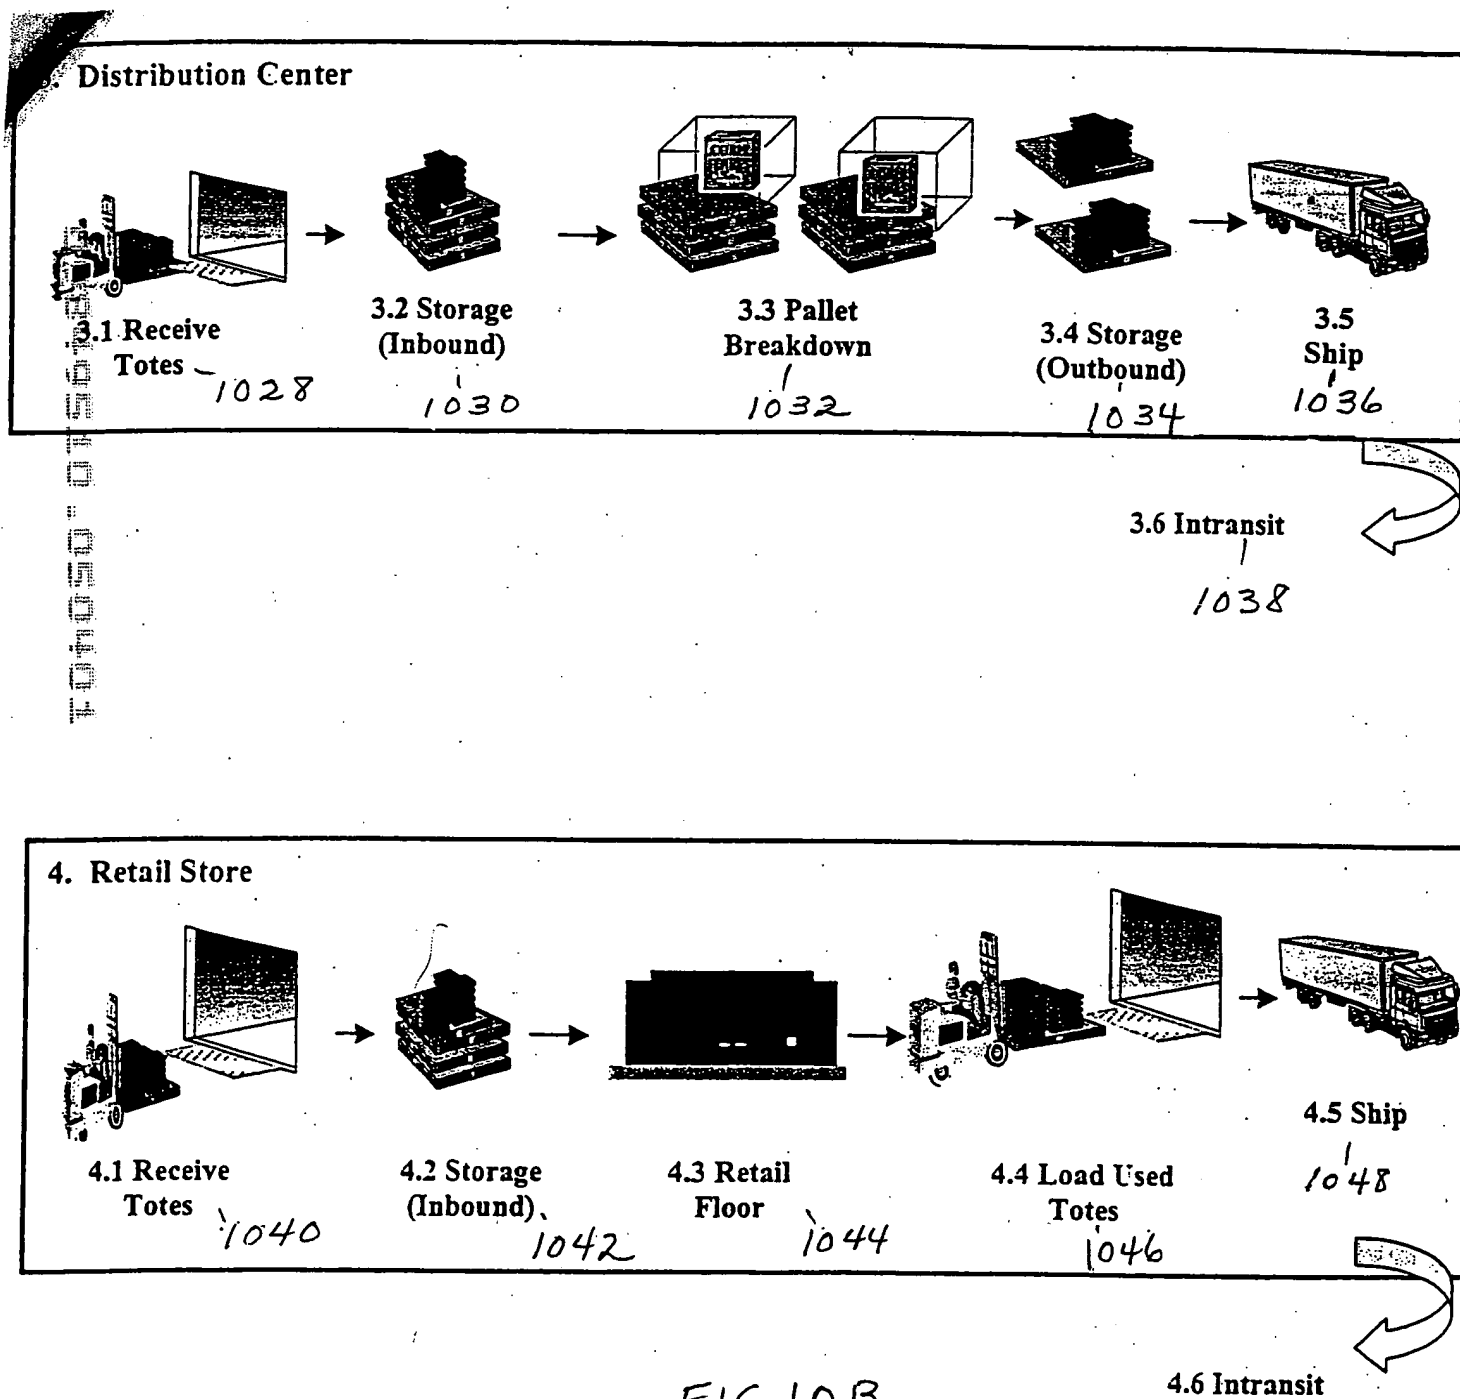 . Distribution Center
3.1 Receive
Totes
1028
3.2 Storage
(Inbound)
1030
3.3 Pallet
Breakdown
1032
3.4 Storage
(Outbound)
1034
3.5
Ship
1036
3.6 Intransit
1038
4. Retail Store
4.1 Receive
Totes
1040
4.2 Storage
(Inbound)
1042
4.3 Retail
Floor
1044
4.4 Load Used
Totes
1046
4.5 Ship
1048
4.6 Intransit
FIG 10B